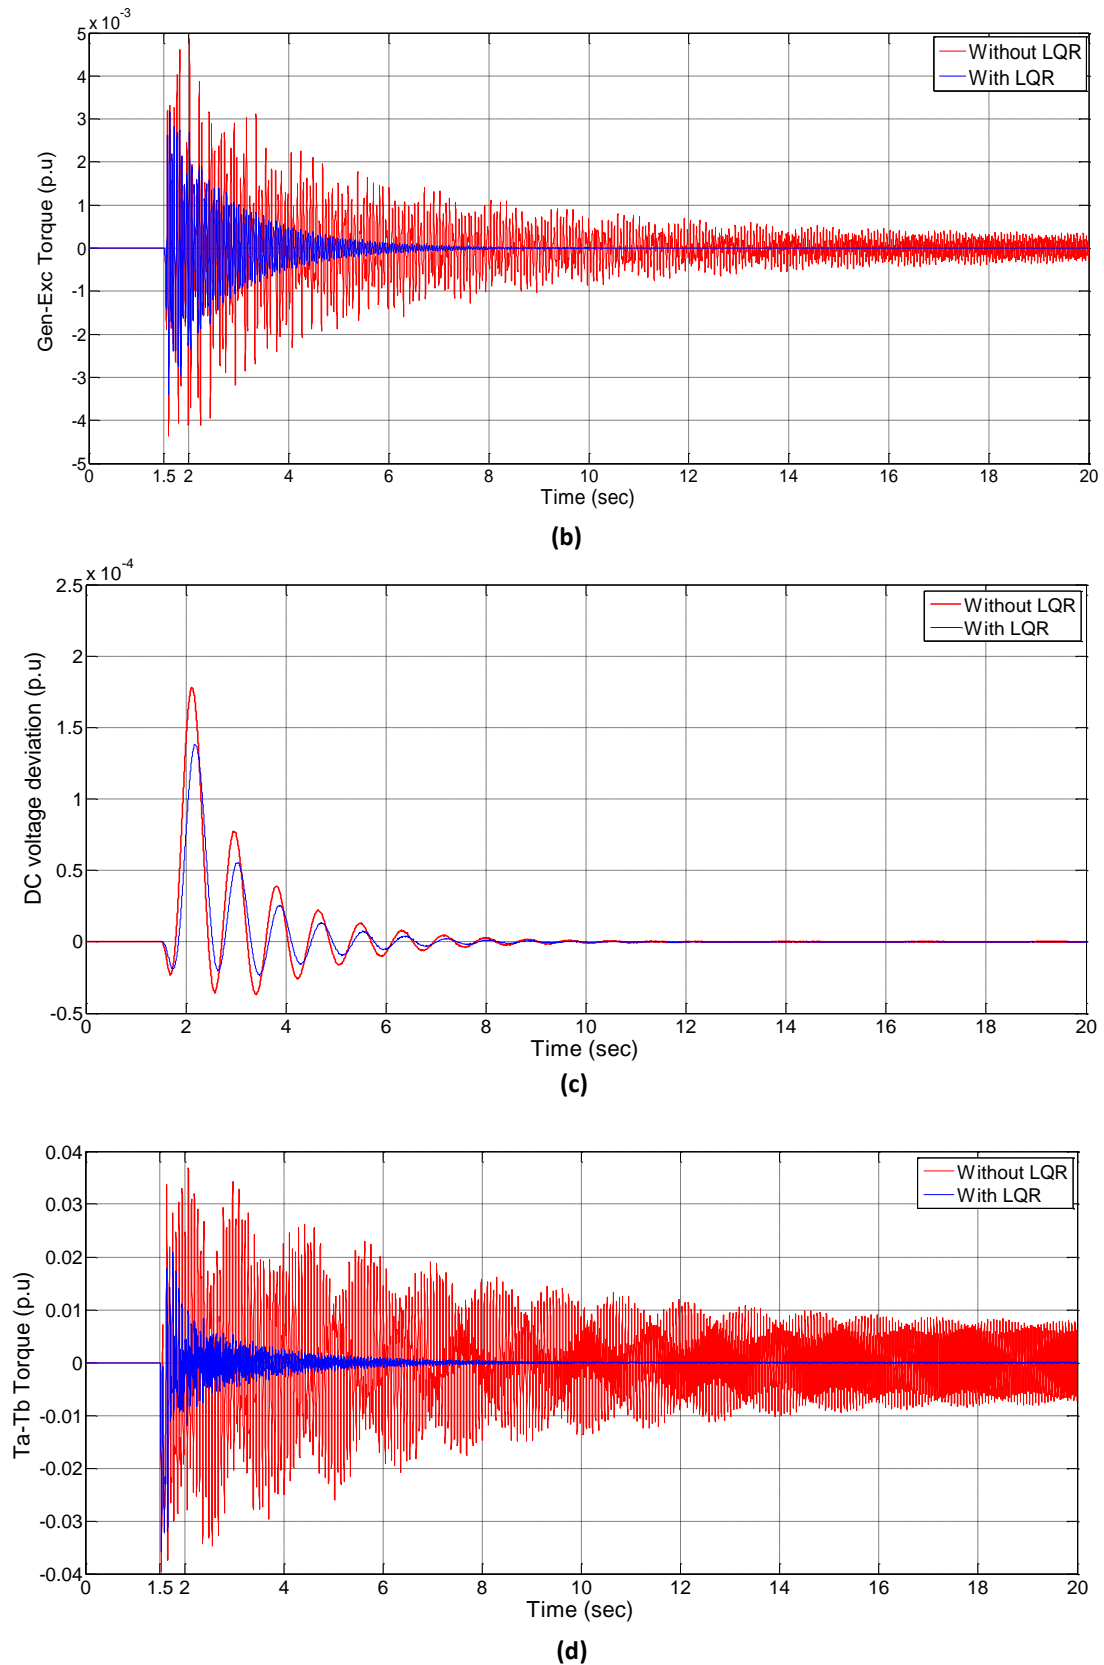 x 10-3
5
4
3
2
1
0
-1
-2
-3
-4
-5
Gen-Exc Torque (p.u)
Without LQR
With LQR
0 1.5 2 4 6 8 10 12 14 16 18 20
Time (sec)
(b)
x 10-4
2.5
2
1.5
1
0.5
0
-0.5
DC voltage deviation (p.u)
Without LQR
With LQR
0 2 4 6 8 10 12 14 16 18 20
Time (sec)
(c)
0.04
0.03
0.02
0.01
0
-0.01
-0.02
-0.03
-0.04
Ta-Tb Torque (p.u)
Without LQR
With LQR
0 1.5 2 4 6 8 10 12 14 16 18 20
Time (sec)
(d)